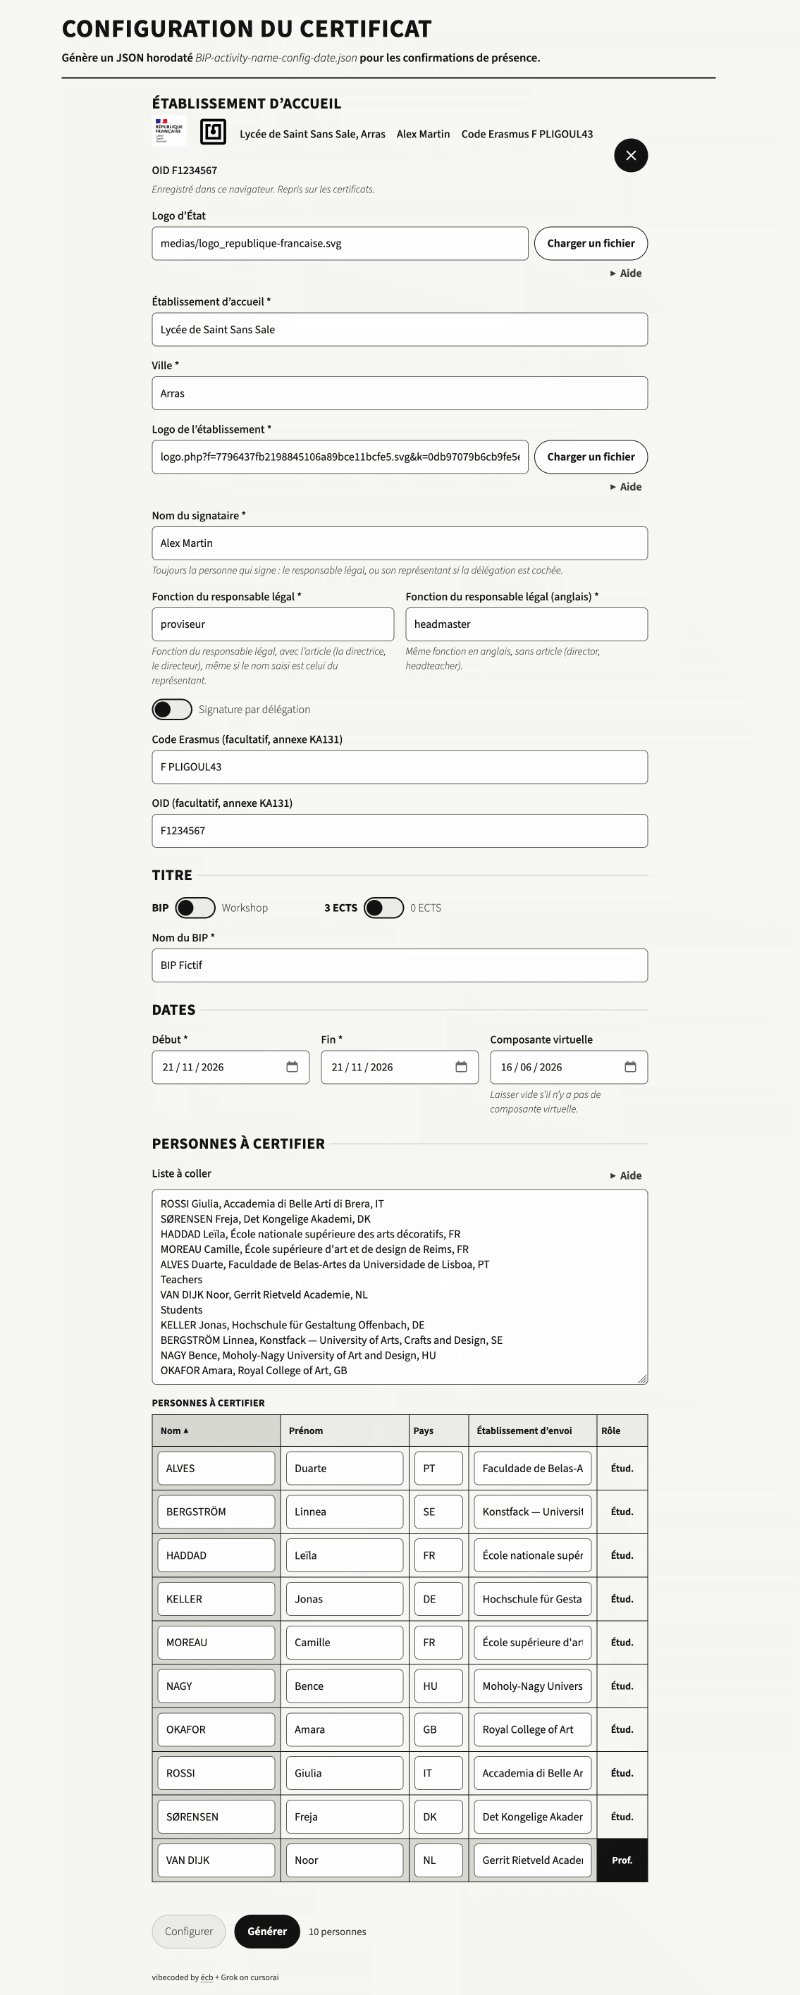 CONFIGURATION DU CERTIFICAT
Génère un JSON horodaté BIP-activity-name-config-date.json pour les confirmations de présence.
ÉTABLISSEMENT D'ACCUEIL
RÉPUBLIQUE
FRANÇAISE
Lycée de Saint Sans Sale, Arras Alex Martin Code Erasmus F PLIGOUL43
OID F1234567
Enregistré dans ce navigateur. Repris sur les certificats.
Logo d'État
medias/logo_republique-francaise.svg Charger un fichier
► Aide
Établissement d'accueil *
Lycée de Saint Sans Sale
Ville *
Arras
Logo de l'établissement *
logo.php?f=7796437fb2198845106a89bce11bcfe5.svg&k=0db97079b6cb9fe5e Charger un fichier
► Aide
Nom du signataire *
Alex Martin
Toujours la personne qui signe : le responsable légal, ou son représentant si la délégation est cochée.
Fonction du responsable légal * Fonction du responsable légal (anglais) *
proviseur headmaster
Fonction du responsable légal, avec l'article (la directrice, Même fonction en anglais, sans article (director,
le directeur), même si le nom saisi est celui du headteacher).
représentant.
Signature par délégation
Code Erasmus (facultatif, annexe KA131)
F PLIGOUL43
OID (facultatif, annexe KA131)
F1234567
TITRE
BIP Workshop 3 ECTS 0 ECTS
Nom du BIP *
BIP Fictif
DATES
Début * Fin * Composante virtuelle
21 / 11 / 2026 21 / 11 / 2026 16 / 06 / 2026
Laisser vide s'il n'y a pas de
composante virtuelle.
PERSONNES À CERTIFIER
Liste à coller ► Aide
ROSSI Giulia, Accademia di Belle Arti di Brera, IT
SØRENSEN Freja, Det Kongelige Akademi, DK
HADDAD Leïla, École nationale supérieure des arts décoratifs, FR
MOREAU Camille, École supérieure d'art et de design de Reims, FR
ALVES Duarte, Faculdade de Belas-Artes da Universidade de Lisboa, PT
Teachers
VAN DIJK Noor, Gerrit Rietveld Academie, NL
Students
KELLER Jonas, Hochschule für Gestaltung Offenbach, DE
BERGSTRÖM Linnea, Konstfack — University of Arts, Crafts and Design, SE
NAGY Bence, Moholy-Nagy University of Art and Design, HU
OKAFOR Amara, Royal College of Art, GB
PERSONNES À CERTIFIER
Nom ▲ Prénom Pays Établissement d'envoi Rôle
ALVES Duarte PT Faculdade de Belas-A Étud.
BERGSTRÖM Linnea SE Konstfack — Universit Étud.
HADDAD Leïla FR École nationale supér Étud.
KELLER Jonas DE Hochschule für Gesta Étud.
MOREAU Camille FR École supérieure d'art Étud.
NAGY Bence HU Moholy-Nagy Univers Étud.
OKAFOR Amara GB Royal College of Art Étud.
ROSSI Giulia IT Accademia di Belle Ar Étud.
SØRENSEN Freja DK Det Kongelige Akader Étud.
VAN DIJK Noor NL Gerrit Rietveld Acader Prof.
Configurer Générer 10 personnes
vibecoded by ècb + Grok on cursorai